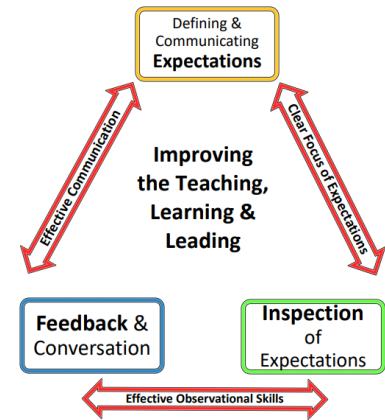 Defining &
Communicating
Expectations
Effective Communication
Clear Focus of Expectations
Improving
the Teaching,
Learning &
Leading
Feedback &
Conversation
Inspection
of
Expectations
Effective Observational Skills